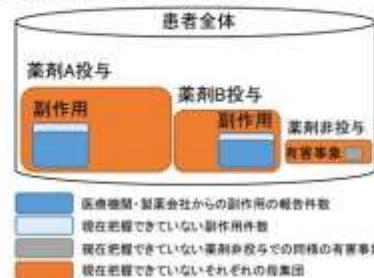 患者全体
薬剤A投与
薬剤B投与
副作用
副作用
薬剤非投与
有害事象
医療機関・製薬会社からの副作用の報告件数
現在把握できていない副作用件数
現在把握できていない薬剤非投与での同様の有害事象
現在把握できていないそれぞれの母集団